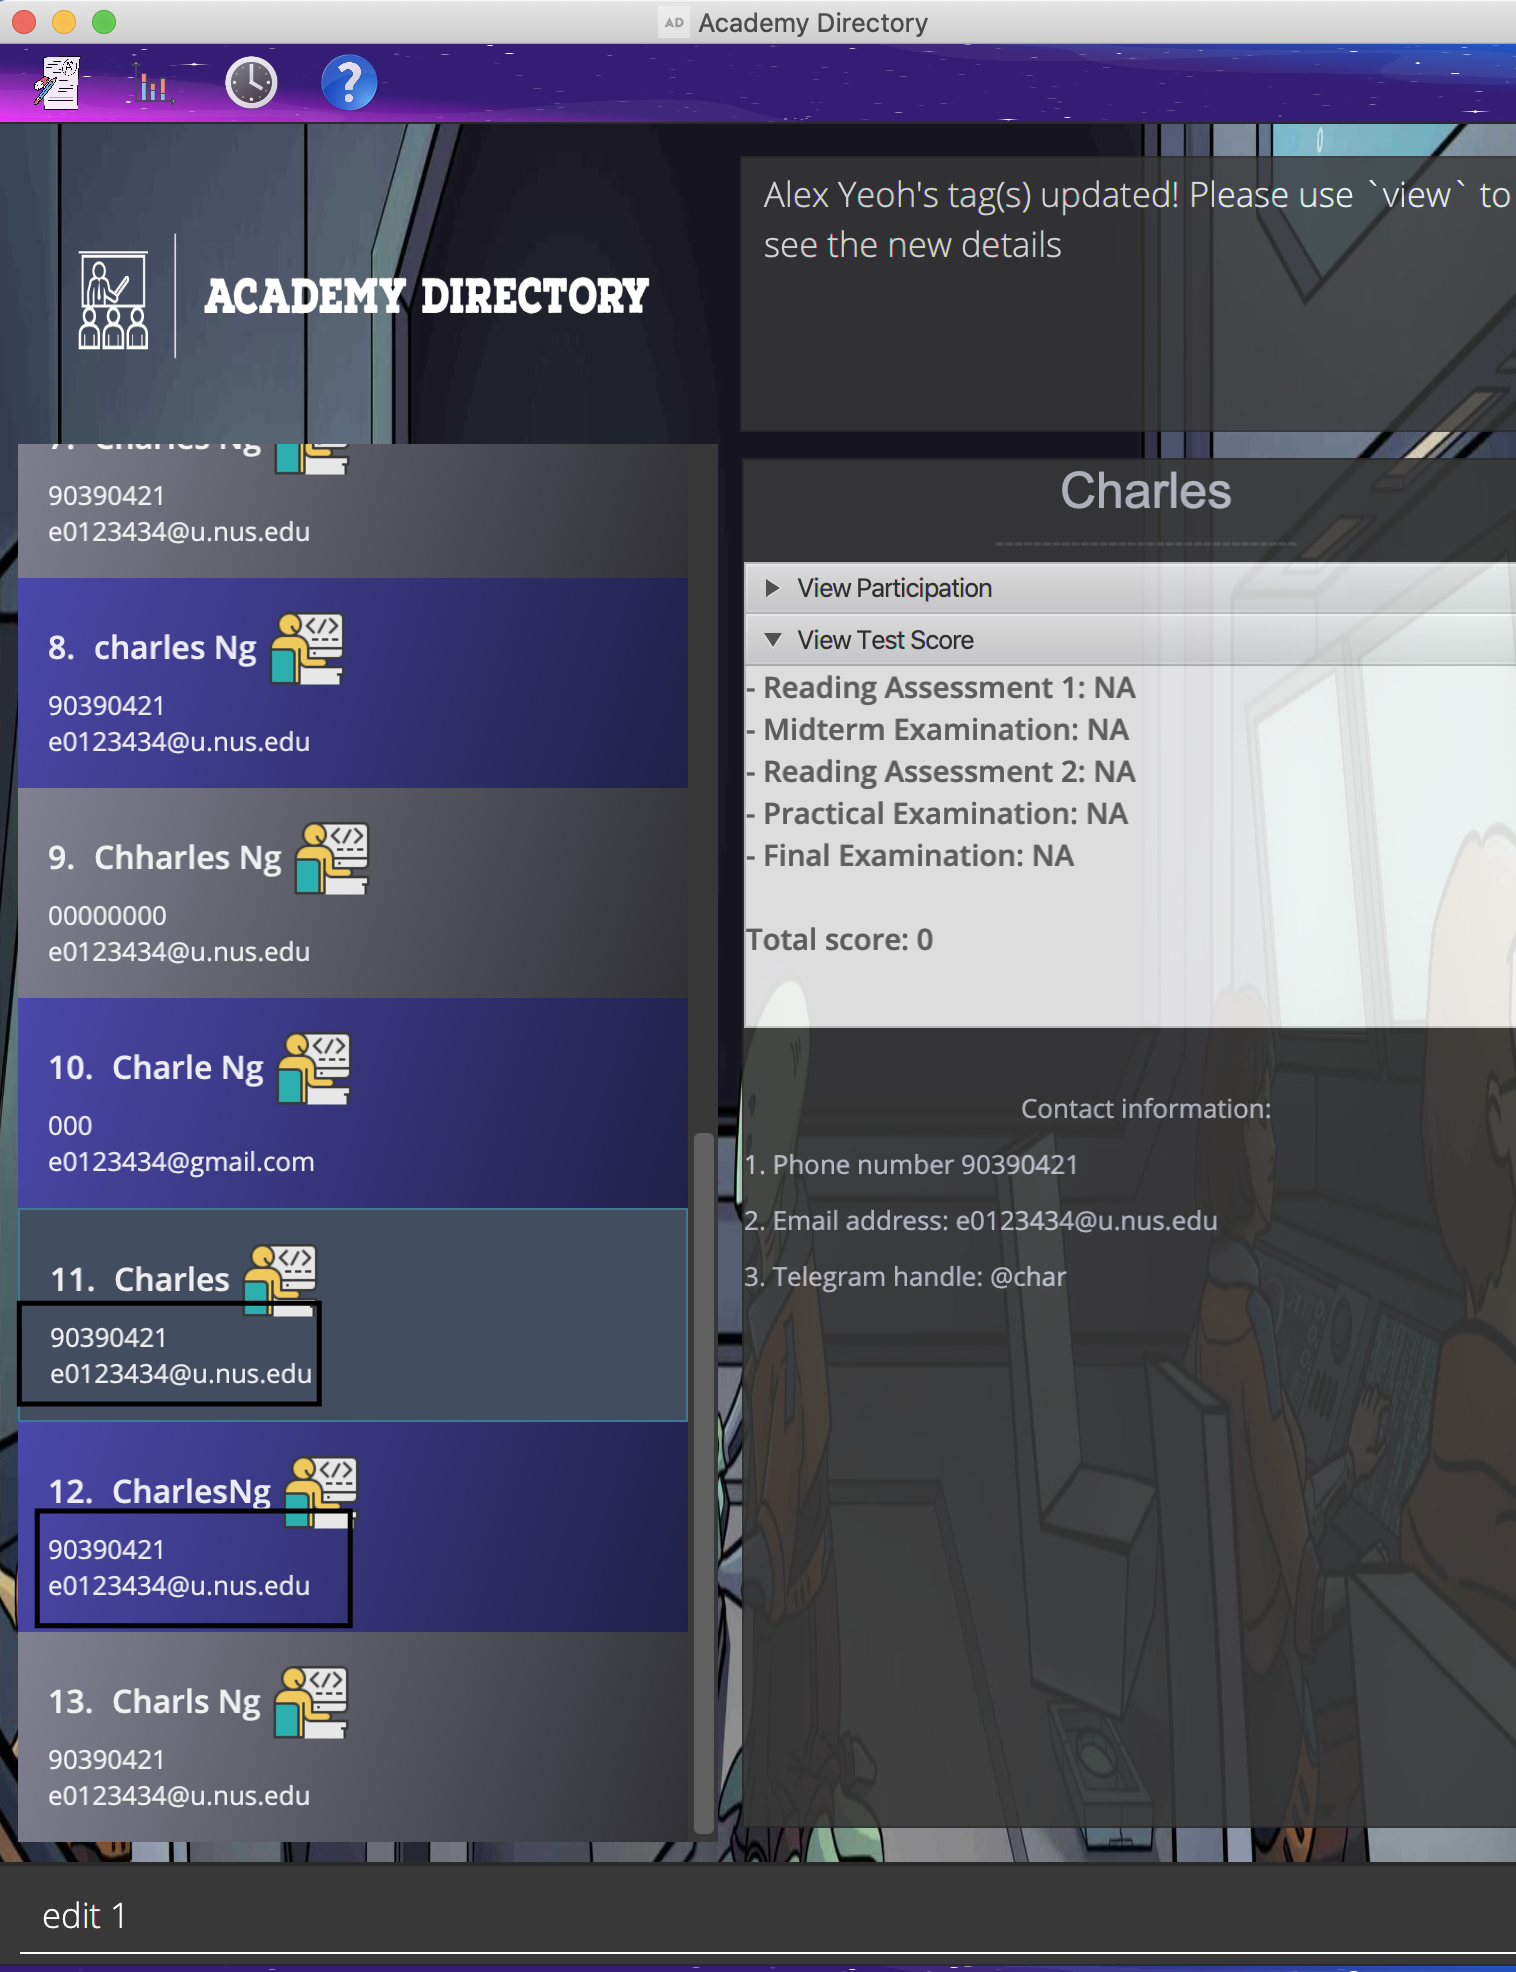 AD Academy Directory
ACADEMY DIRECTORY
Alex Yeoh's tag(s) updated! Please use `view` to
see the new details
7. Charles Ng
90390421
e0123434@u.nus.edu
8. charles Ng
90390421
e0123434@u.nus.edu
9. Chharles Ng
00000000
e0123434@u.nus.edu
10. Charle Ng
000
e0123434@gmail.com
11. Charles
90390421
e0123434@u.nus.edu
12. CharlesNg
90390421
e0123434@u.nus.edu
13. Charls Ng
90390421
e0123434@u.nus.edu
Charles
------------------------------
View Participation
View Test Score
- Reading Assessment 1: NA
- Midterm Examination: NA
- Reading Assessment 2: NA
- Practical Examination: NA
- Final Examination: NA
Total score: 0
Contact information:
1. Phone number 90390421
2. Email address: e0123434@u.nus.edu
3. Telegram handle: @char
edit 1